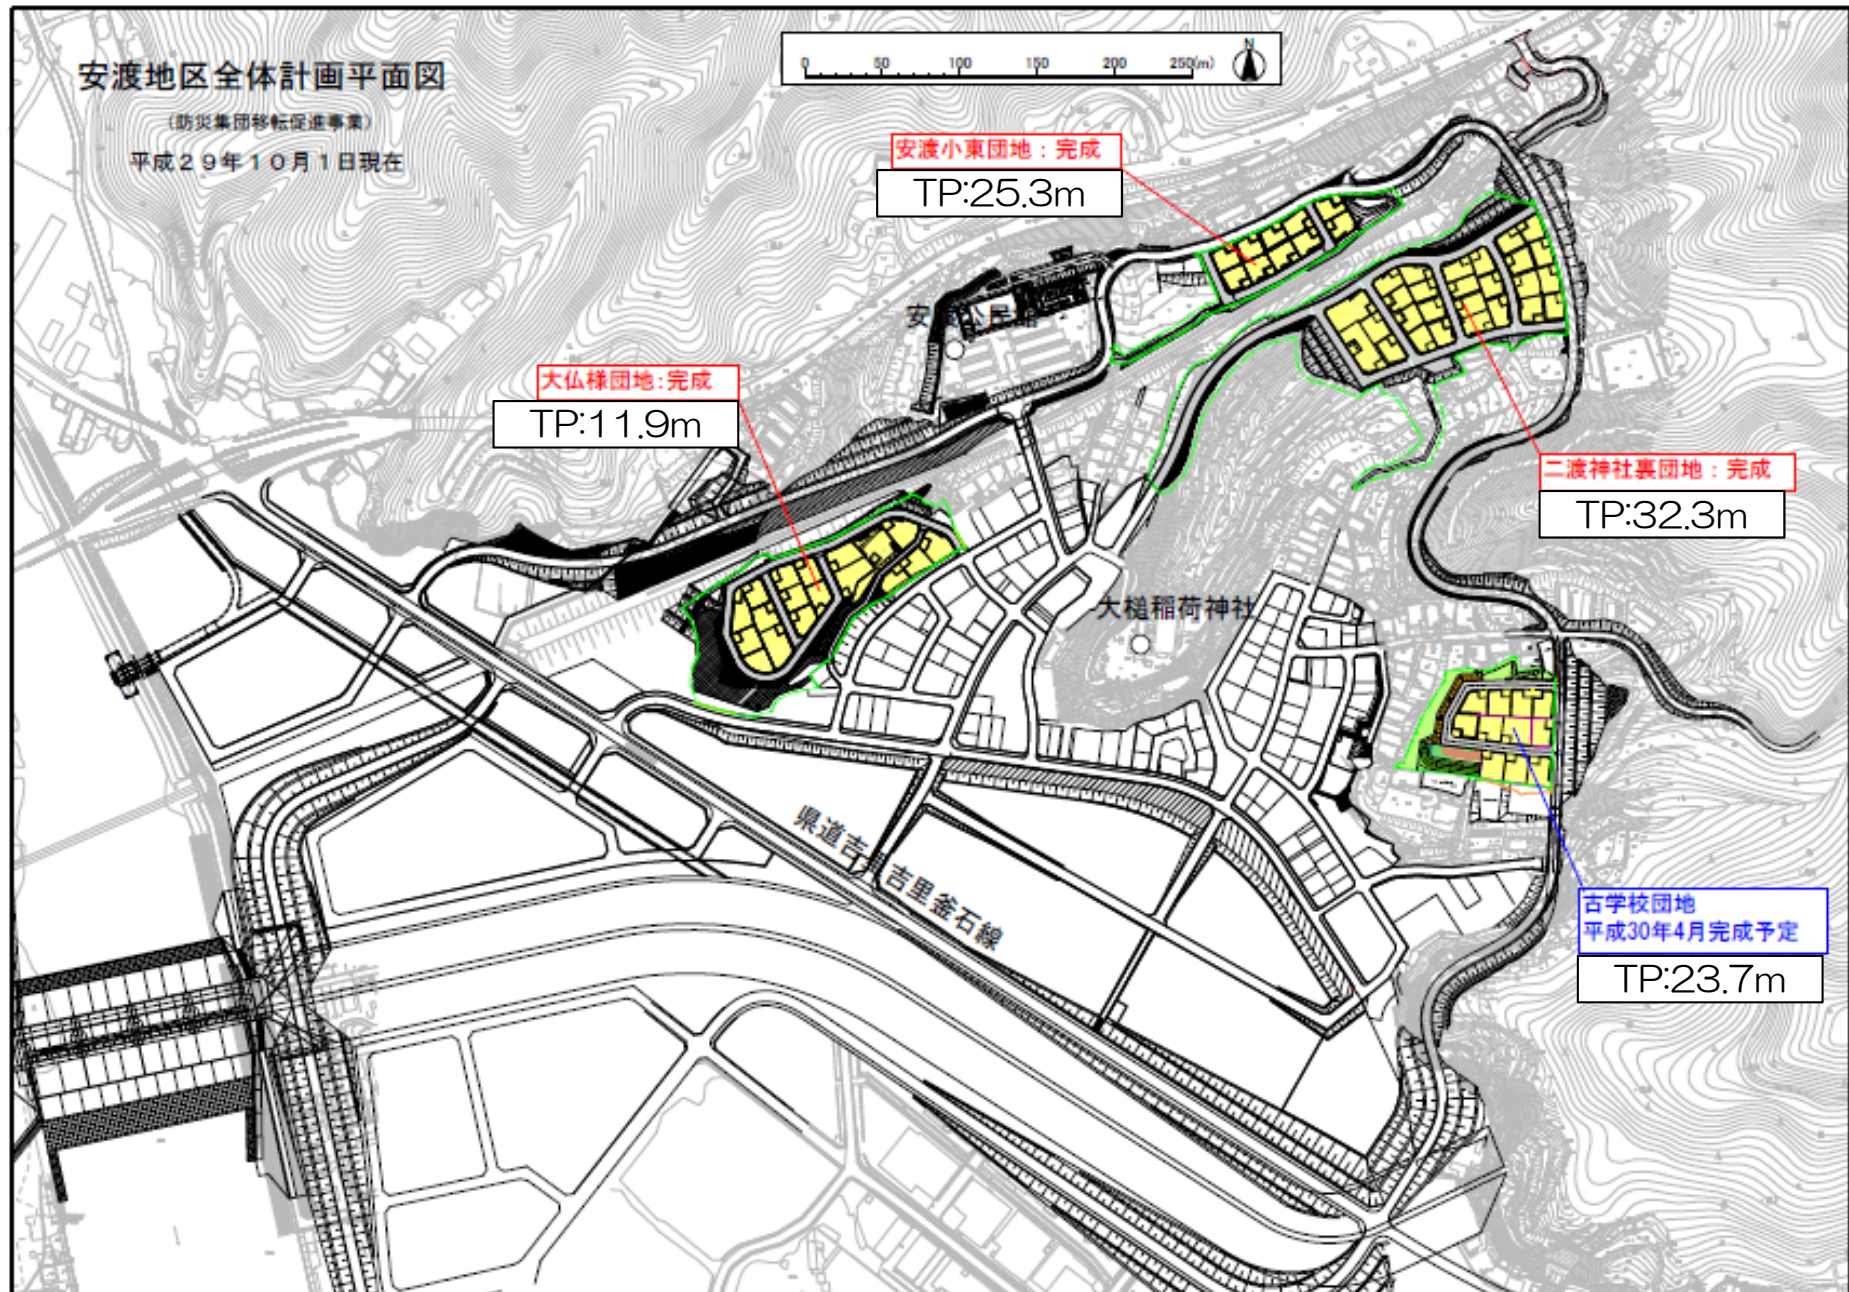 安渡地区全体計画平面図
(防災集団移転促進事業)
平成29年10月1日現在
0 50 100 150 200 250(m)
N
安渡小東団地：完成
TP:25.3m
安渡公民館
大仏様団地:完成
TP:11.9m
二渡神社裏団地：完成
TP:32.3m
大槌稲荷神社
県道吉里吉里釜石線
古学校団地
平成30年4月完成予定
TP:23.7m